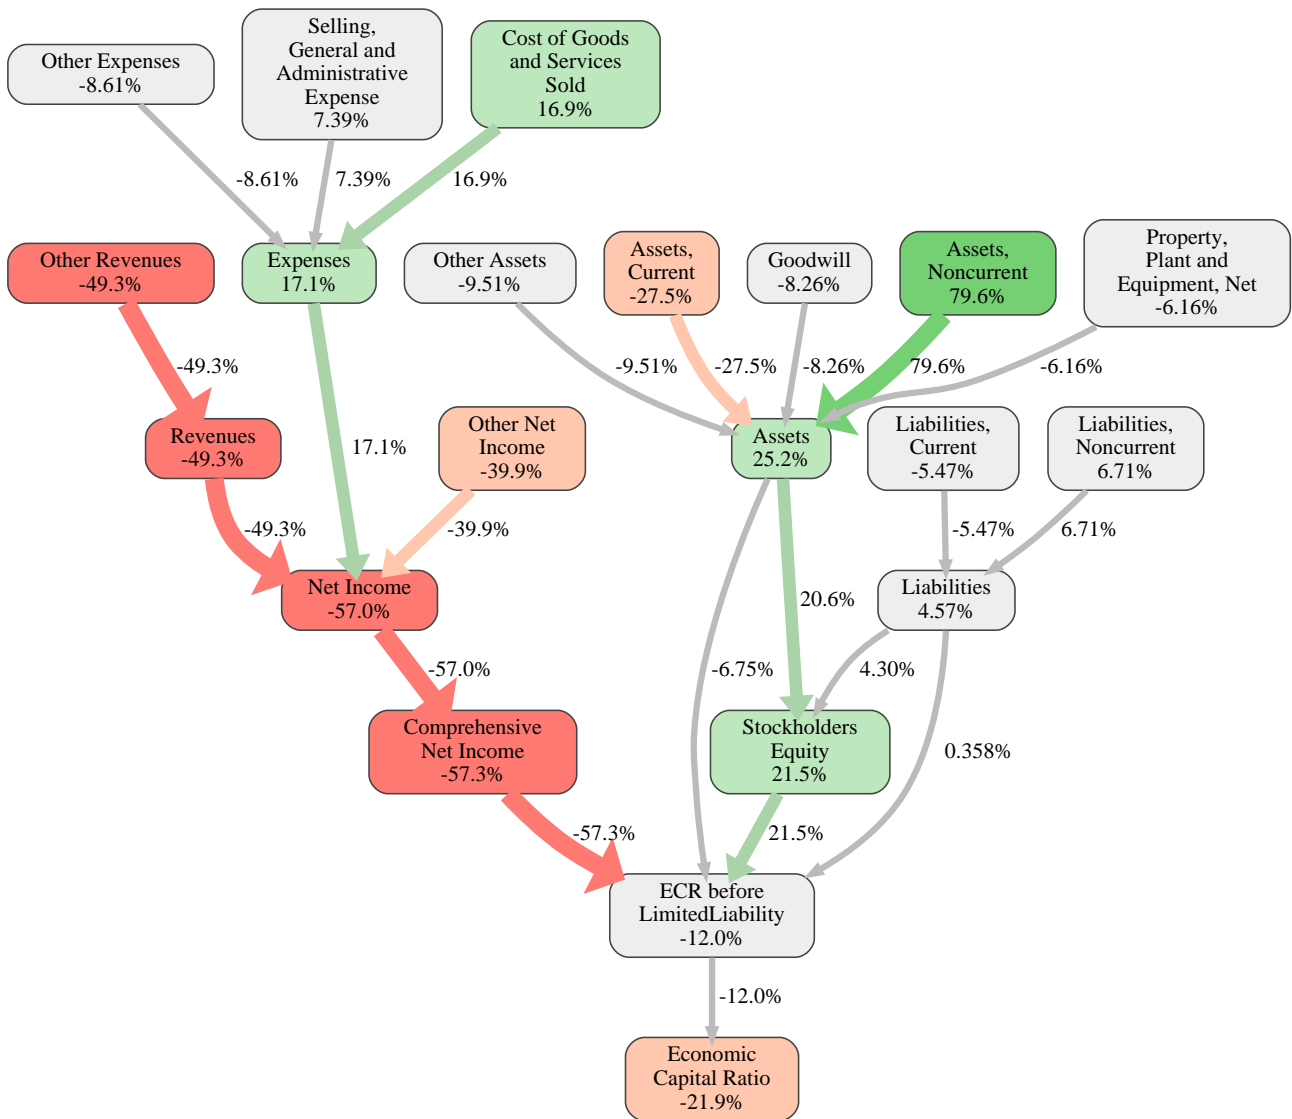 Other Expenses
-8.61%
Selling,
General and
Administrative
Expense
7.39%
Cost of Goods
and Services
Sold
16.9%
-8.61%
7.39%
16.9%
Other Revenues
-49.3%
Expenses
17.1%
Other Assets
-9.51%
Assets,
Current
-27.5%
Goodwill
-8.26%
Assets,
Noncurrent
79.6%
Property,
Plant and
Equipment, Net
-6.16%
-49.3%
-9.51%
-27.5%
-8.26%
79.6%
-6.16%
Revenues
-49.3%
17.1%
Other Net
Income
-39.9%
Assets
25.2%
Liabilities,
Current
-5.47%
Liabilities,
Noncurrent
6.71%
-49.3%
-39.9%
-5.47%
6.71%
Net Income
-57.0%
20.6%
Liabilities
4.57%
-57.0%
-6.75%
4.30%
Comprehensive
Net Income
-57.3%
Stockholders
Equity
21.5%
0.358%
-57.3%
21.5%
ECR before
LimitedLiability
-12.0%
-12.0%
Economic
Capital Ratio
-21.9%